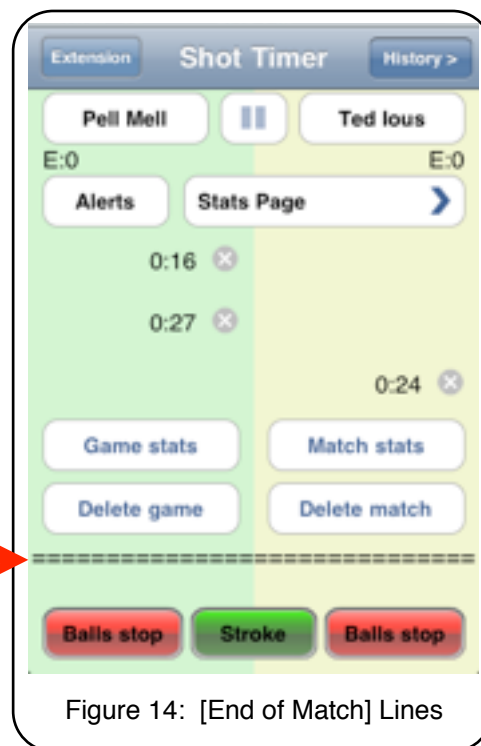 Extension Shot Timer History >
Pell Mell Ted Ious
E:0 E:0
Alerts Stats Page
0:16
0:27
0:24
Game stats Match stats
Delete game Delete match
==============================
Balls stop Stroke Balls stop
Figure 14: [End of Match] Lines